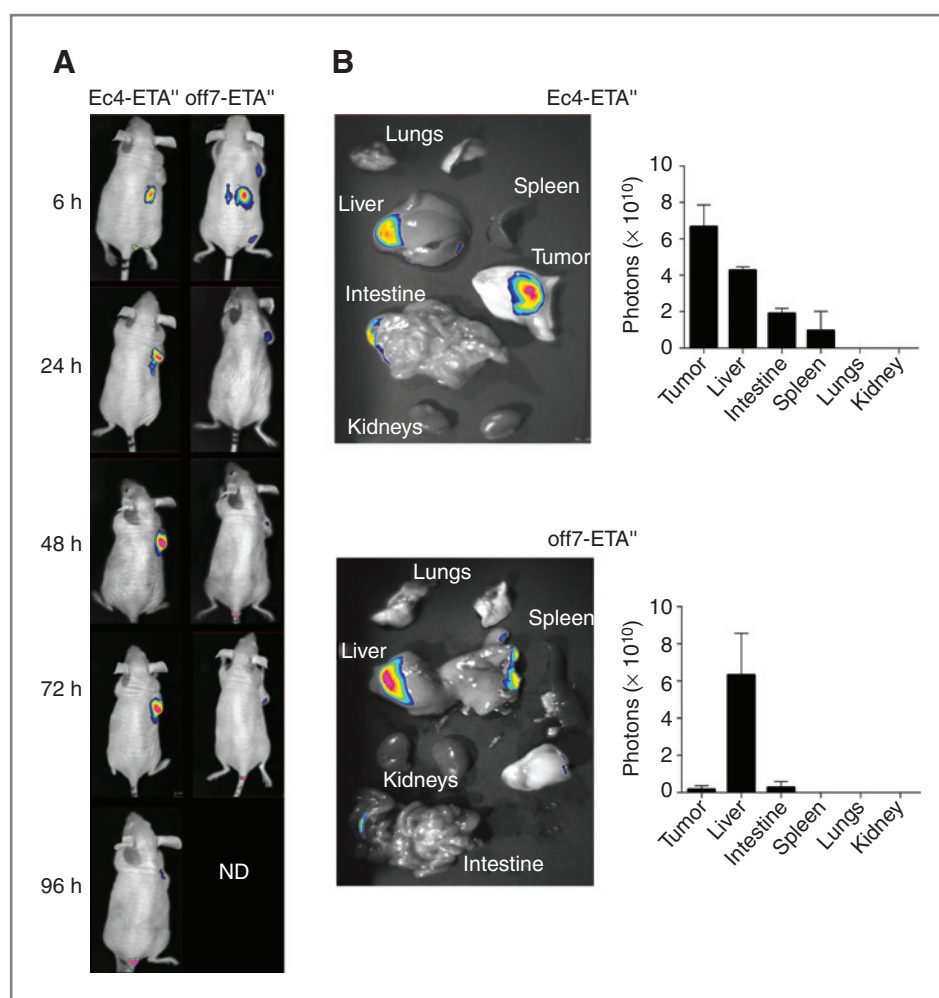 A
Ec4-ETA" off7-ETA"
6 h
24 h
48 h
72 h
96 h
ND
B
Ec4-ETA"
Lungs
Spleen
Liver
Tumor
Intestine
Kidneys
Photons (× 10¹⁰)
10
8
6
4
2
0
Tumor
Liver
Intestine
Spleen
Lungs
Kidney
off7-ETA"
Lungs
Spleen
Liver
Kidneys
Intestine
Photons (× 10¹⁰)
10
8
6
4
2
0
Tumor
Liver
Intestine
Spleen
Lungs
Kidney